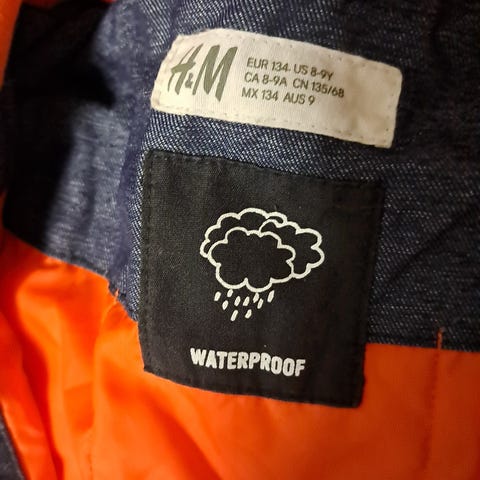 H&M
EUR 134 US 8-9Y
CA 8-9A CN 135/68
MX 134 AUS 9
WATERPROOF